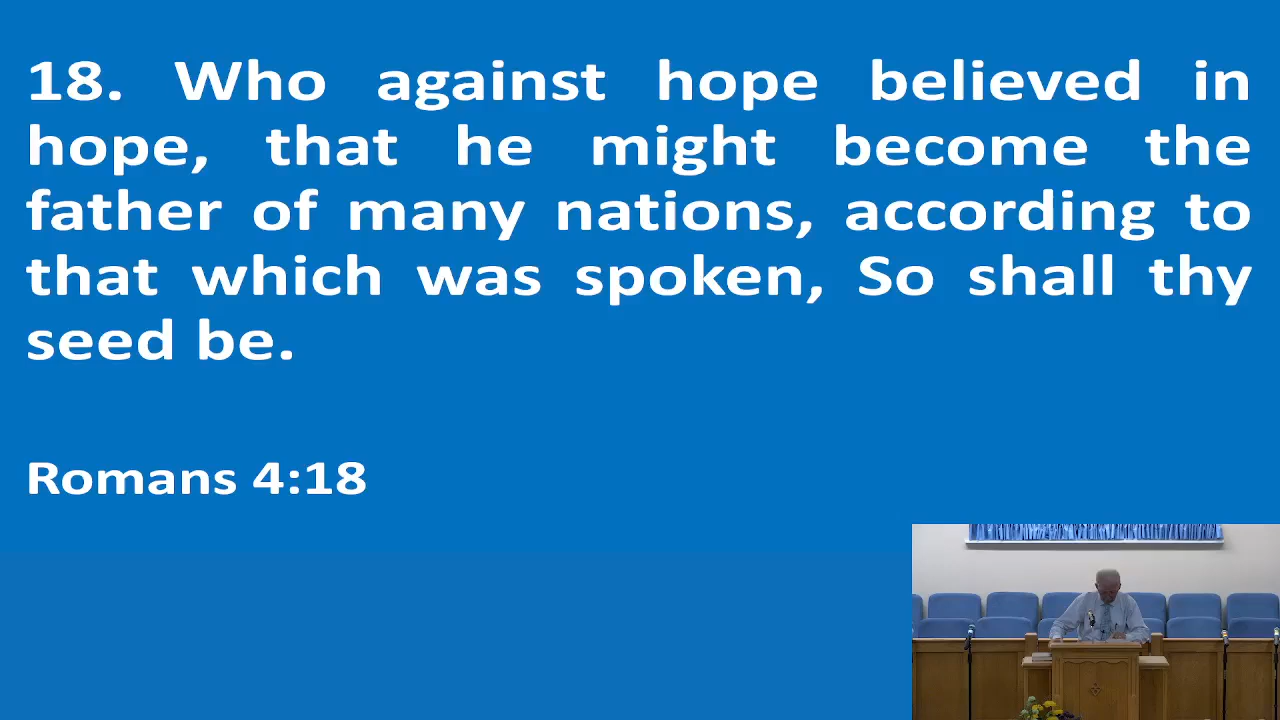 18. Who against hope believed in
hope, that he might become the
father of many nations, according to
that which was spoken, So shall thy
seed be.
Romans 4:18